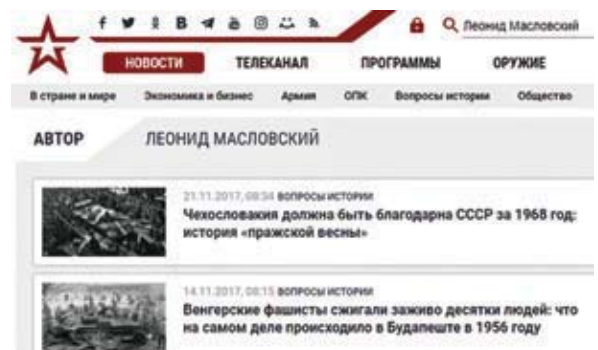 Леонид Масловский
НОВОСТИ ТЕЛЕКАНАЛ ПРОГРАММЫ ОРУЖИЕ
В стране и мире Экономика и бизнес Армия ОПК Вопросы истории Общество
АВТОР ЛЕОНИД МАСЛОВСКИЙ
21.11.2017, 08:34 ВОПРОСЫ ИСТОРИИ
Чехословакия должна быть благодарна СССР за 1968 год:
история «пражской весны»
14.11.2017, 08:15 ВОПРОСЫ ИСТОРИИ
Венгерские фашисты сжигали заживо десятки людей: что
на самом деле происходило в Будапеште в 1956 году